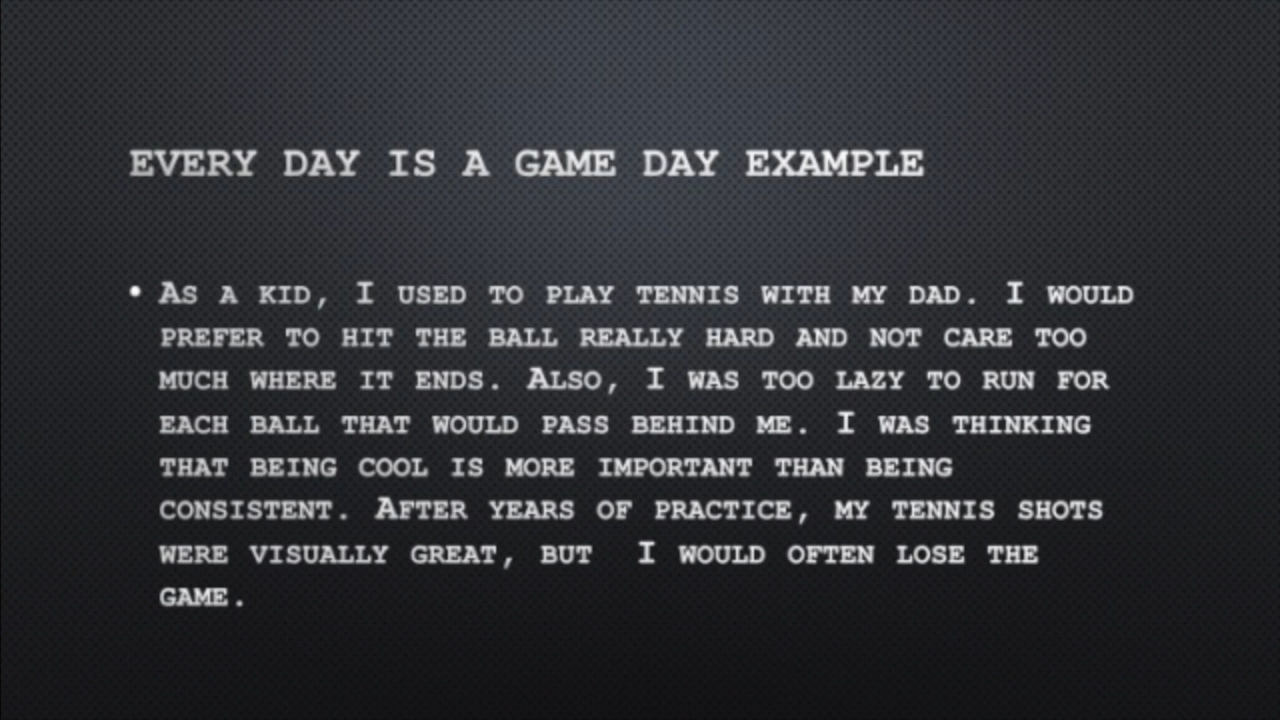 EVERY DAY IS A GAME DAY EXAMPLE
• AS A KID, I USED TO PLAY TENNIS WITH MY DAD. I WOULD
PREFER TO HIT THE BALL REALLY HARD AND NOT CARE TOO
MUCH WHERE IT ENDS. ALSO, I WAS TOO LAZY TO RUN FOR
EACH BALL THAT WOULD PASS BEHIND ME. I WAS THINKING
THAT BEING COOL IS MORE IMPORTANT THAN BEING
CONSISTENT. AFTER YEARS OF PRACTICE, MY TENNIS SHOTS
WERE VISUALLY GREAT, BUT  I WOULD OFTEN LOSE THE
GAME.